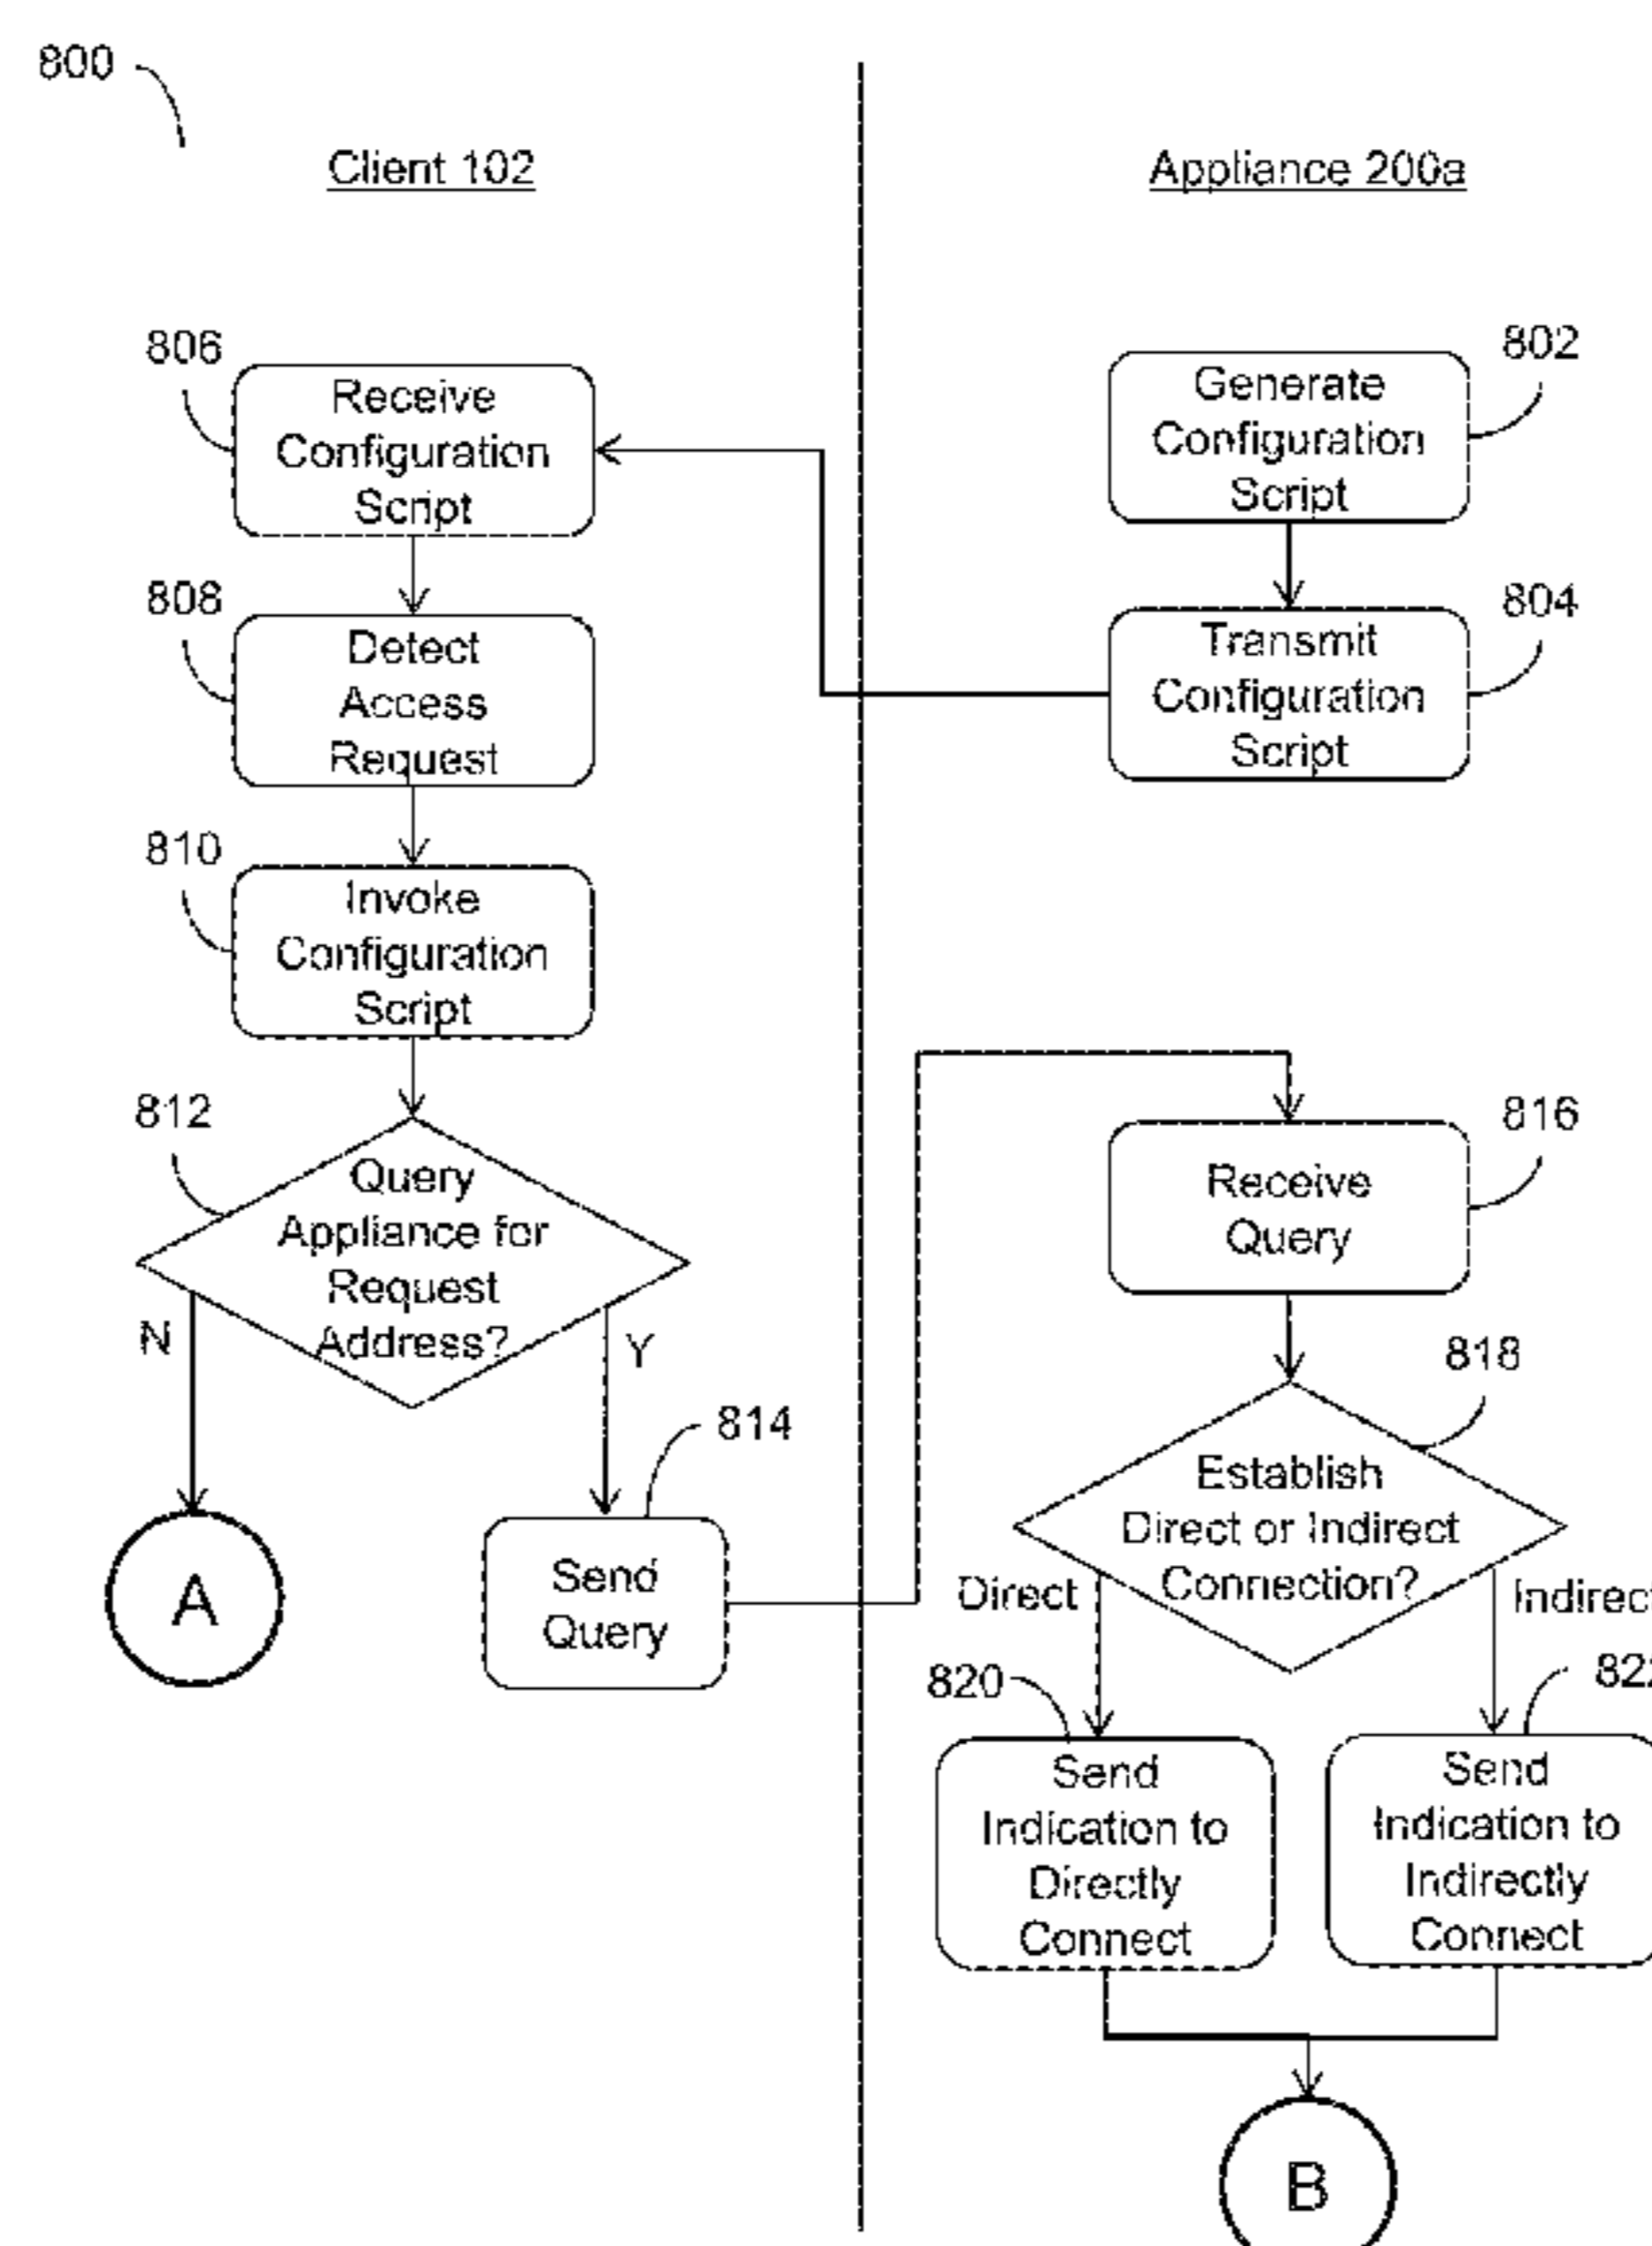 800
Client 102
Appliance 200a
806
Receive
Configuration
Script
802
Generate
Configuration
Script
808
Detect
Access
Request
804
Transmit
Configuration
Script
810
Invoke
Configuration
Script
812
Query
Appliance for
Request
Address?
N
Y
A
814
Send
Query
816
Receive
Query
818
Establish
Direct or Indirect
Connection?
Direct
Indirect
820
Send
Indication to
Directly
Connect
822
Send
Indication to
Indirectly
Connect
B